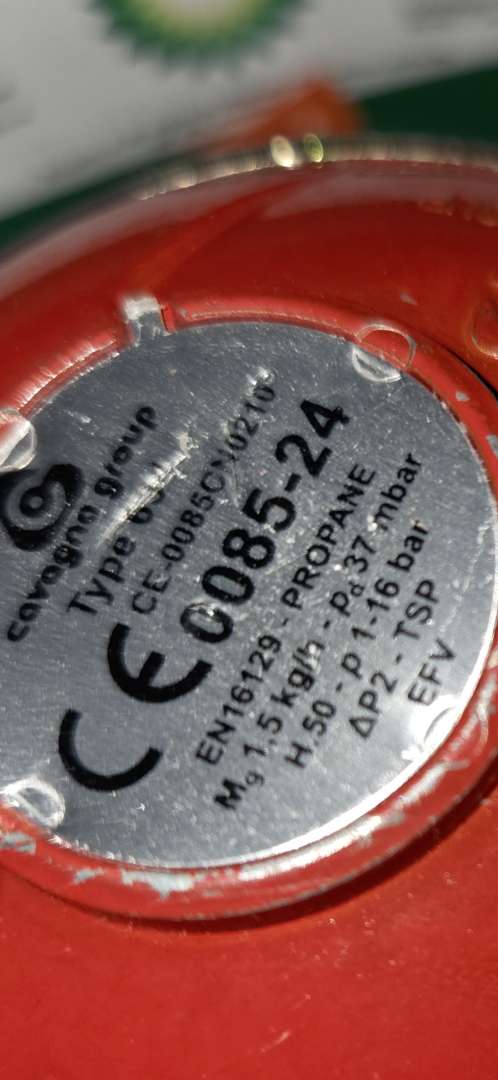 cavagna group
Type
CE-0085CN0210
CE 0085-24
EN16129 - PROPANE
Mg 1,5 kg/h - pd 37 mbar
H.50 - p 1-16 bar
ΔP2 - TSP
EFV